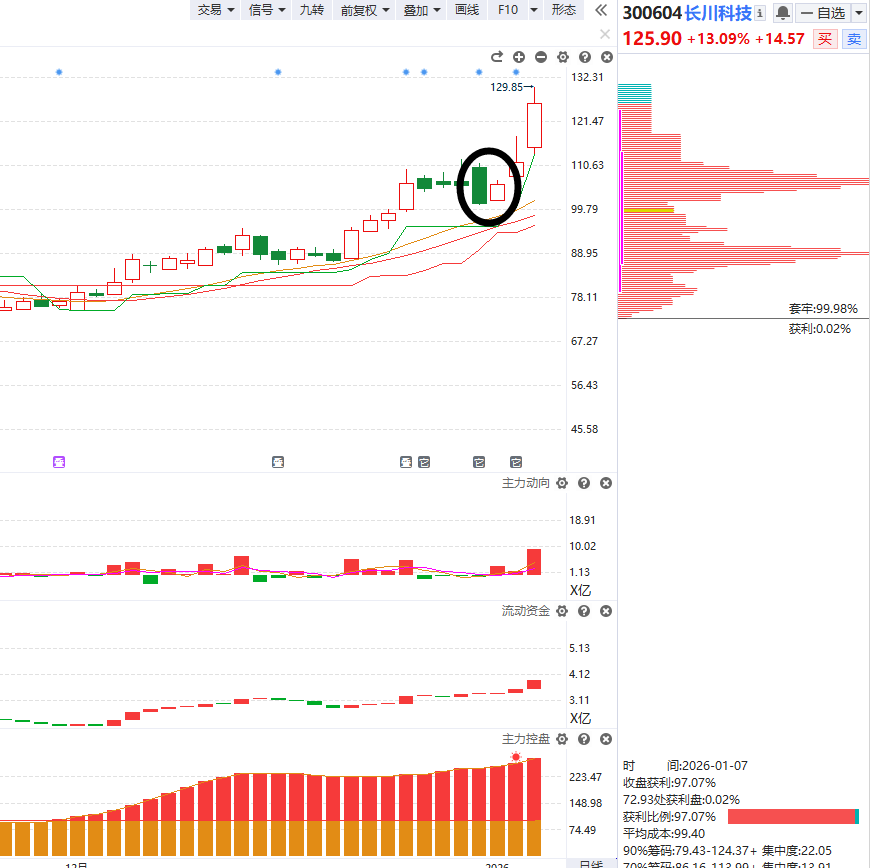 交易 信号 九转 前复权 叠加 画线 F10 形态
300604 长川科技 自选
125.90 +13.09% +14.57 买 卖
129.85
132.31
121.47
110.63
99.79
88.95
78.11
67.27
56.43
45.58
套牢:99.98%
获利:0.02%
主力动向
18.91
10.02
1.13
X亿
流动资金
5.13
4.12
3.11
X亿
主力控盘
223.47
148.98
74.49
12月 2026 日线
时 间:2026-01-07
收盘获利:97.07%
72.93处获利盘:0.02%
获利比例:97.07%
平均成本:99.40
90%筹码:79.43-124.37+ 集中度:22.05
70%筹码:86.16-113.99+ 集中度:13.91